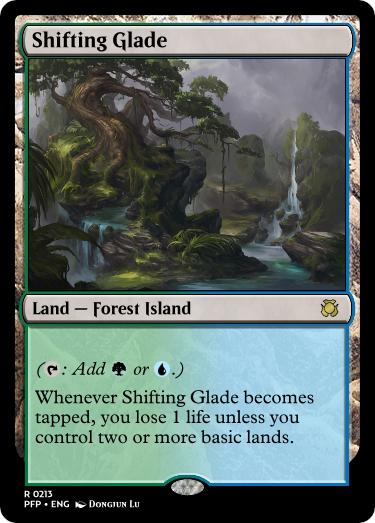 Shifting Glade
Land — Forest Island
(: Add or .)
Whenever Shifting Glade becomes
tapped, you lose 1 life unless you
control two or more basic lands.
R 0213
PFP • ENG Dongjun Lu